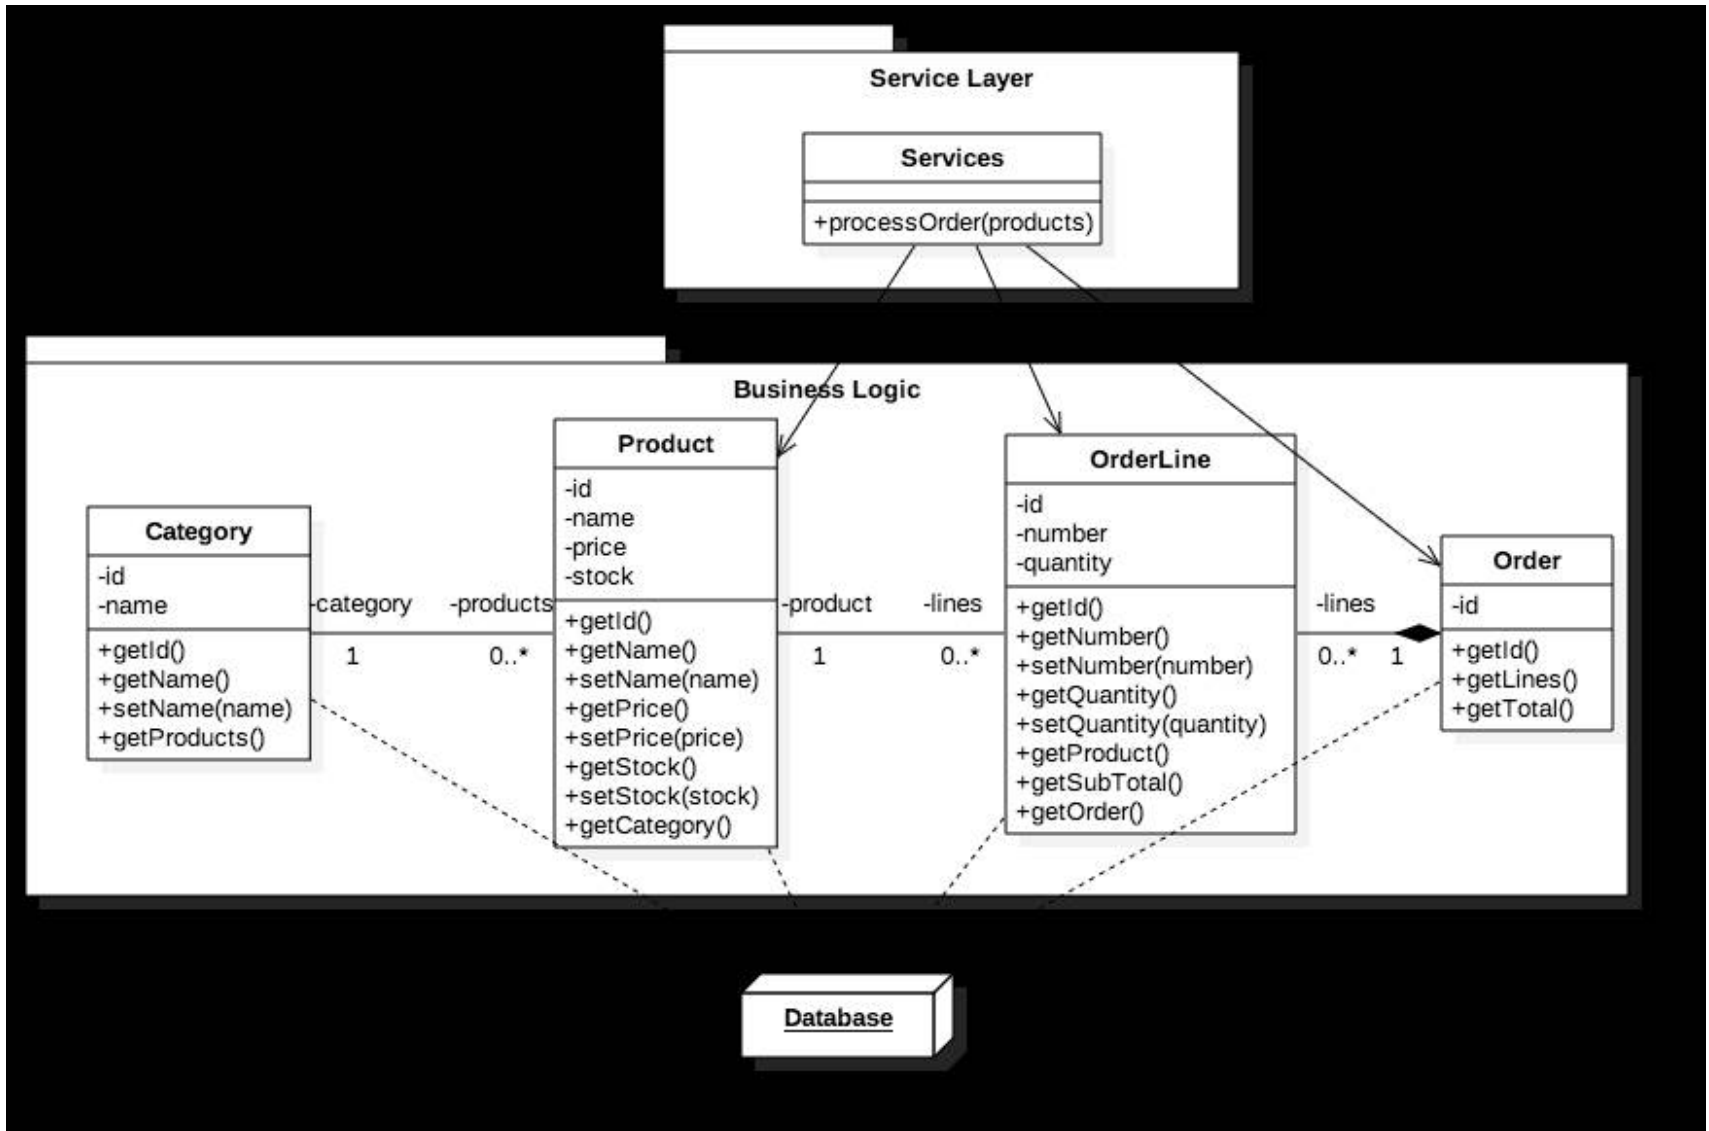 Service Layer
Services
+processOrder(products)
Business Logic
Category
-id
-name
+getId()
+getName()
+setName(name)
+getProducts()
-category
1
-products
0..*
Product
-id
-name
-price
-stock
+getId()
+getName()
+setName(name)
+getPrice()
+setPrice(price)
+getStock()
+setStock(stock)
+getCategory()
-product
1
-lines
0..*
OrderLine
-id
-number
-quantity
+getId()
+getNumber()
+setNumber(number)
+getQuantity()
+setQuantity(quantity)
+getProduct()
+getSubTotal()
+getOrder()
-lines
0..*
1
Order
-id
+getId()
+getLines()
+getTotal()
Database